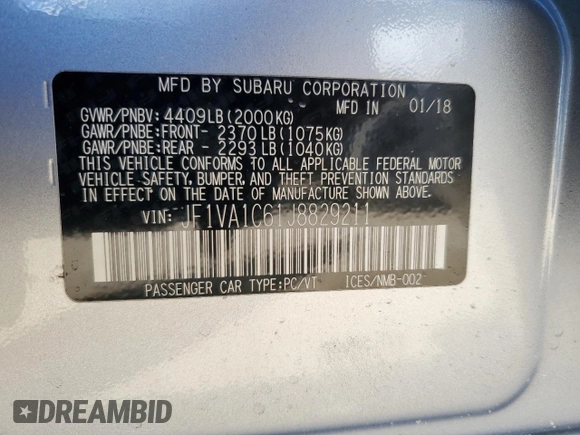 MFD BY SUBARU CORPORATION
GVWR/PNBV: 4409LB(2000KG) MFD IN 01/18
GAWR/PNBE:FRONT- 2370LB(1075KG)
GAWR/PNBE:REAR - 2293LB(1040KG)
THIS VEHICLE CONFORMS TO ALL APPLICABLE FEDERAL MOTOR
VEHICLE SAFETY, BUMPER, AND THEFT PREVENTION STANDARDS
IN EFFECT ON THE DATE OF MANUFACTURE SHOWN ABOVE.
VIN: JF1VA1C61J8829211
PASSENGER CAR TYPE:PC/VT ICES/NMB-002
DREAMBID